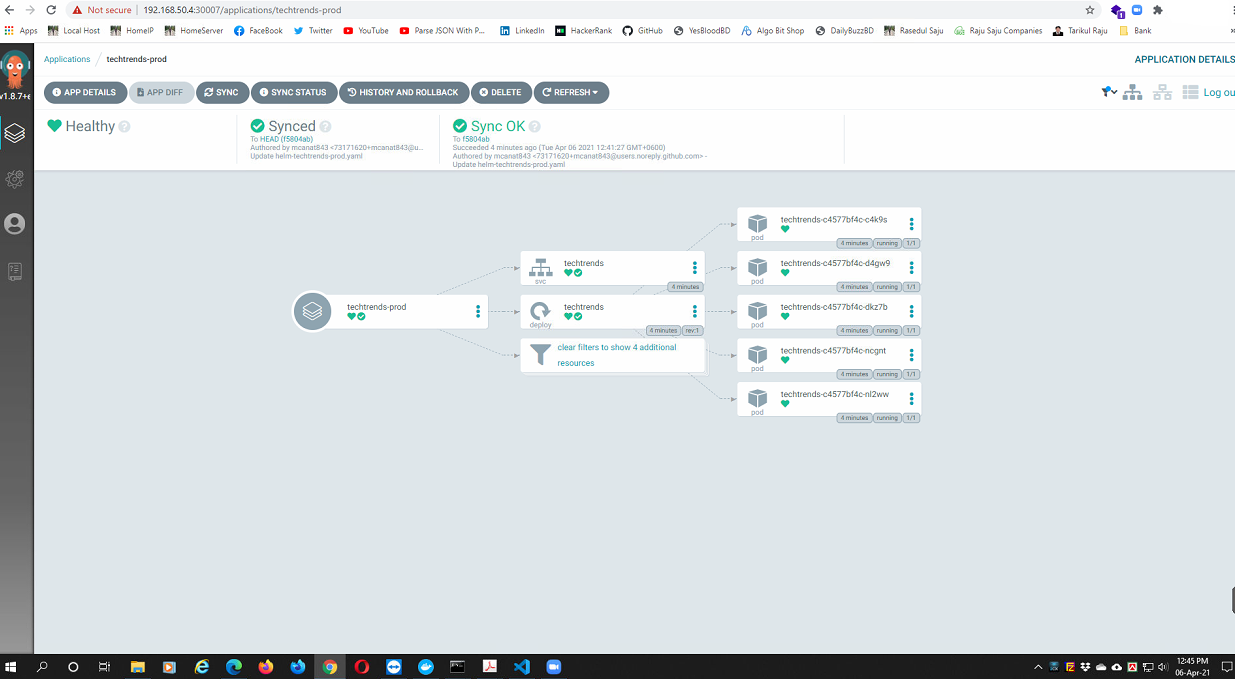 Not secure | 192.168.50.4:30007/applications/techtrends-prod
1
Apps Local Host HomeIP HomeServer FaceBook Twitter YouTube Parse JSON With P... LinkedIn HackerRank GitHub YesBloodBD Algo Bit Shop DailyBuzzBD Rasedul Saju Raju Saju Companies Tarikul Raju Bank
Applications / techtrends-prod
APPLICATION DETAILS
v1.8.7+e
APP DETAILS APP DIFF SYNC SYNC STATUS HISTORY AND ROLLBACK DELETE REFRESH
Log ou
Healthy
Synced
To HEAD (f5804ab)
Authored by mcanat843 <73171620+mcanat843@u...
Update helm-techtrends-prod.yaml
Sync OK
To f5804ab
Succeeded 4 minutes ago (Tue Apr 06 2021 12:41:27 GMT+0600)
Authored by mcanat843 <73171620+mcanat843@users.noreply.github.com> -
Update helm-techtrends-prod.yaml
techtrends-prod
techtrends
svc
4 minutes
techtrends
deploy
4 minutes rev:1
clear filters to show 4 additional
resources
techtrends-c4577bf4c-c4k9s
pod
4 minutes running 1/1
techtrends-c4577bf4c-d4gw9
pod
4 minutes running 1/1
techtrends-c4577bf4c-dkz7b
pod
4 minutes running 1/1
techtrends-c4577bf4c-ncgnt
pod
4 minutes running 1/1
techtrends-c4577bf4c-nl2ww
pod
4 minutes running 1/1
12:45 PM
06-Apr-21